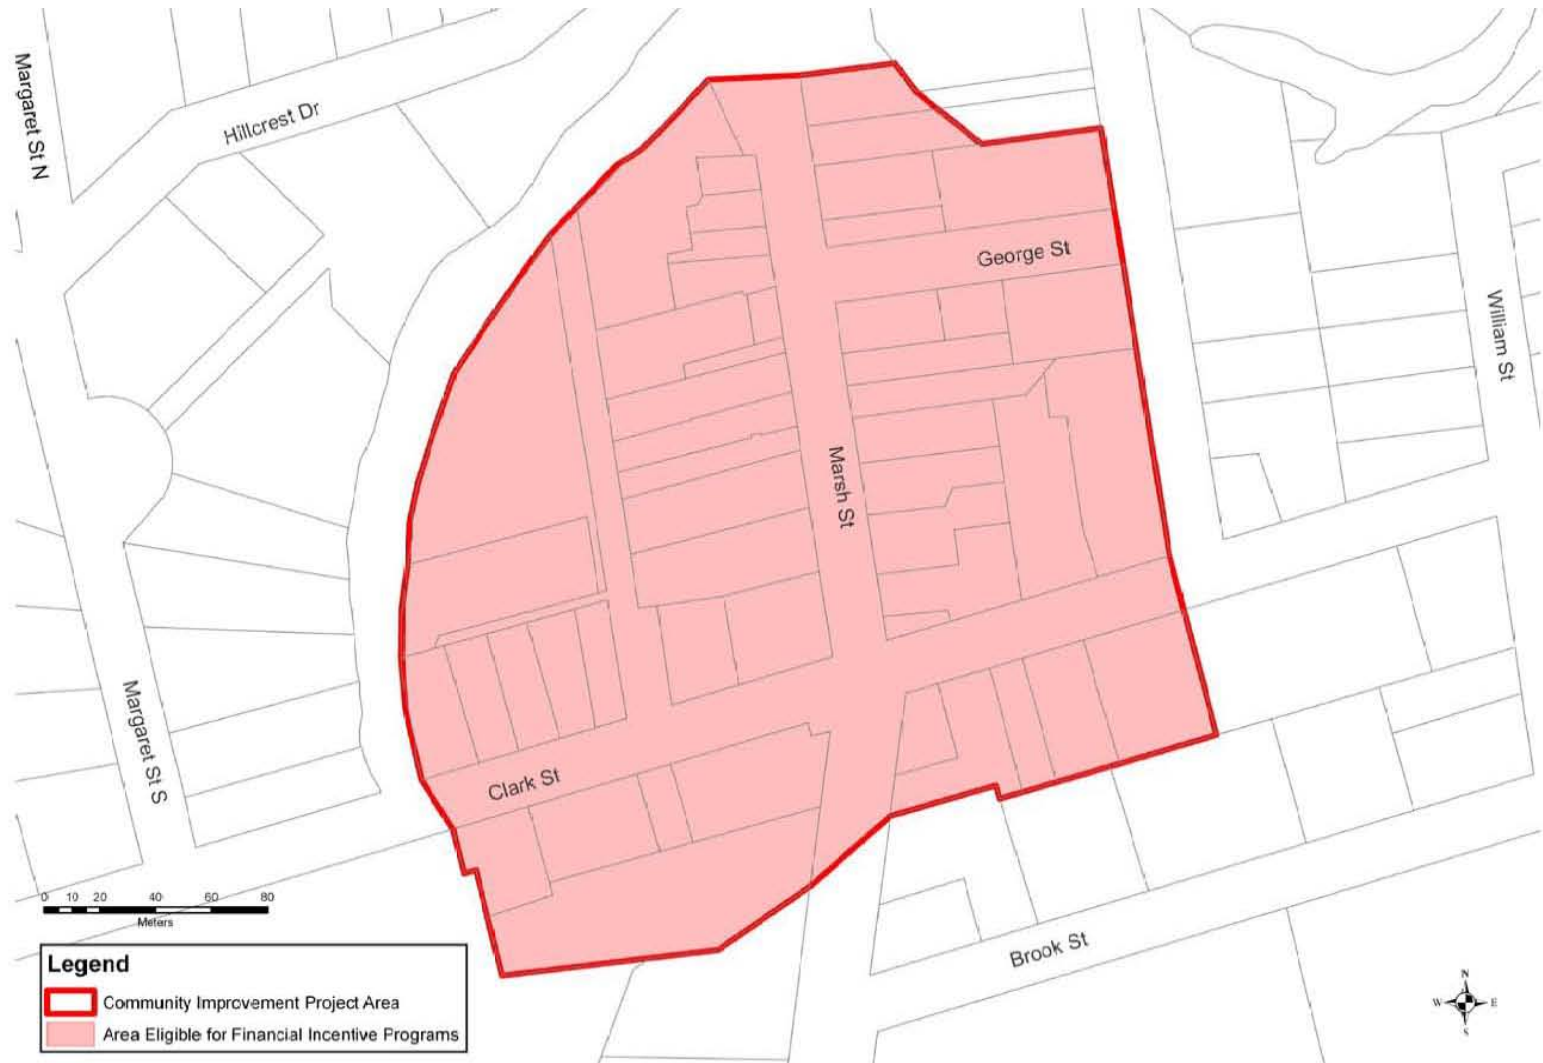 Margaret St N
Hillcrest Dr
George St
William St
Marsh St
Margaret St S
Clark St
Brook St
0 10 20 40 60 80
Meters
Legend
Community Improvement Project Area
Area Eligible for Financial Incentive Programs
N
W E
S